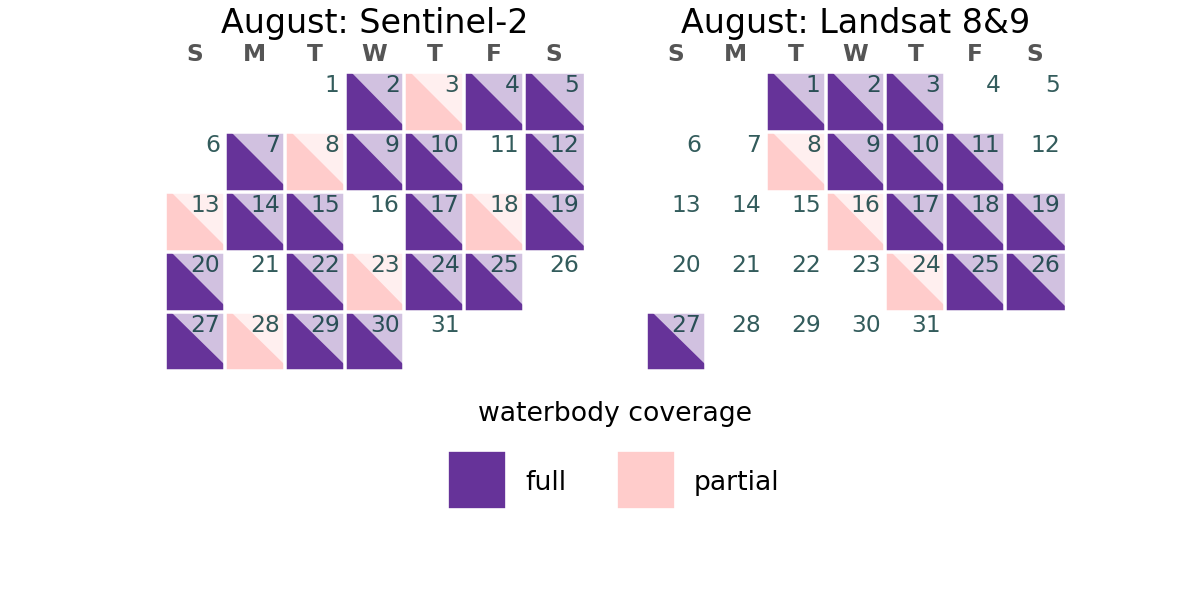 August: Sentinel-2
S M T W T F S
1 2 3 4 5
6 7 8 9 10 11 12
13 14 15 16 17 18 19
20 21 22 23 24 25 26
27 28 29 30 31
August: Landsat 8&9
S M T W T F S
1 2 3 4 5
6 7 8 9 10 11 12
13 14 15 16 17 18 19
20 21 22 23 24 25 26
27 28 29 30 31
waterbody coverage
full partial